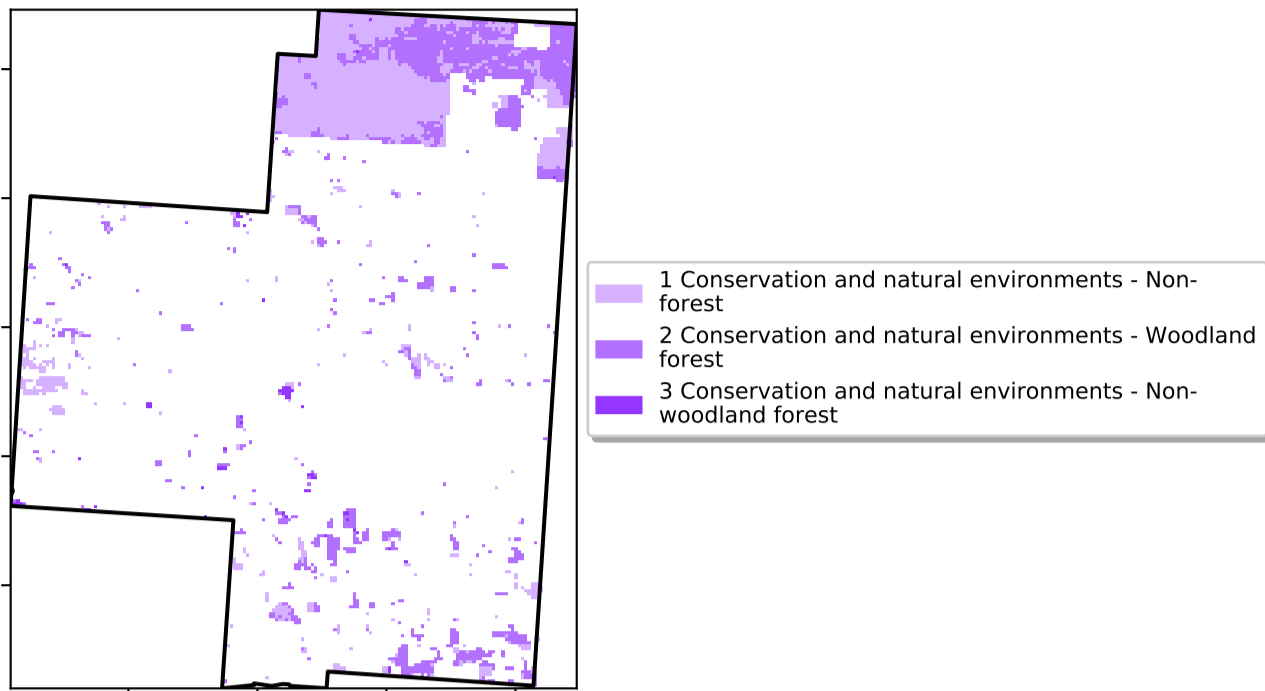 1 Conservation and natural environments - Non-
forest
2 Conservation and natural environments - Woodland
forest
3 Conservation and natural environments - Non-
woodland forest